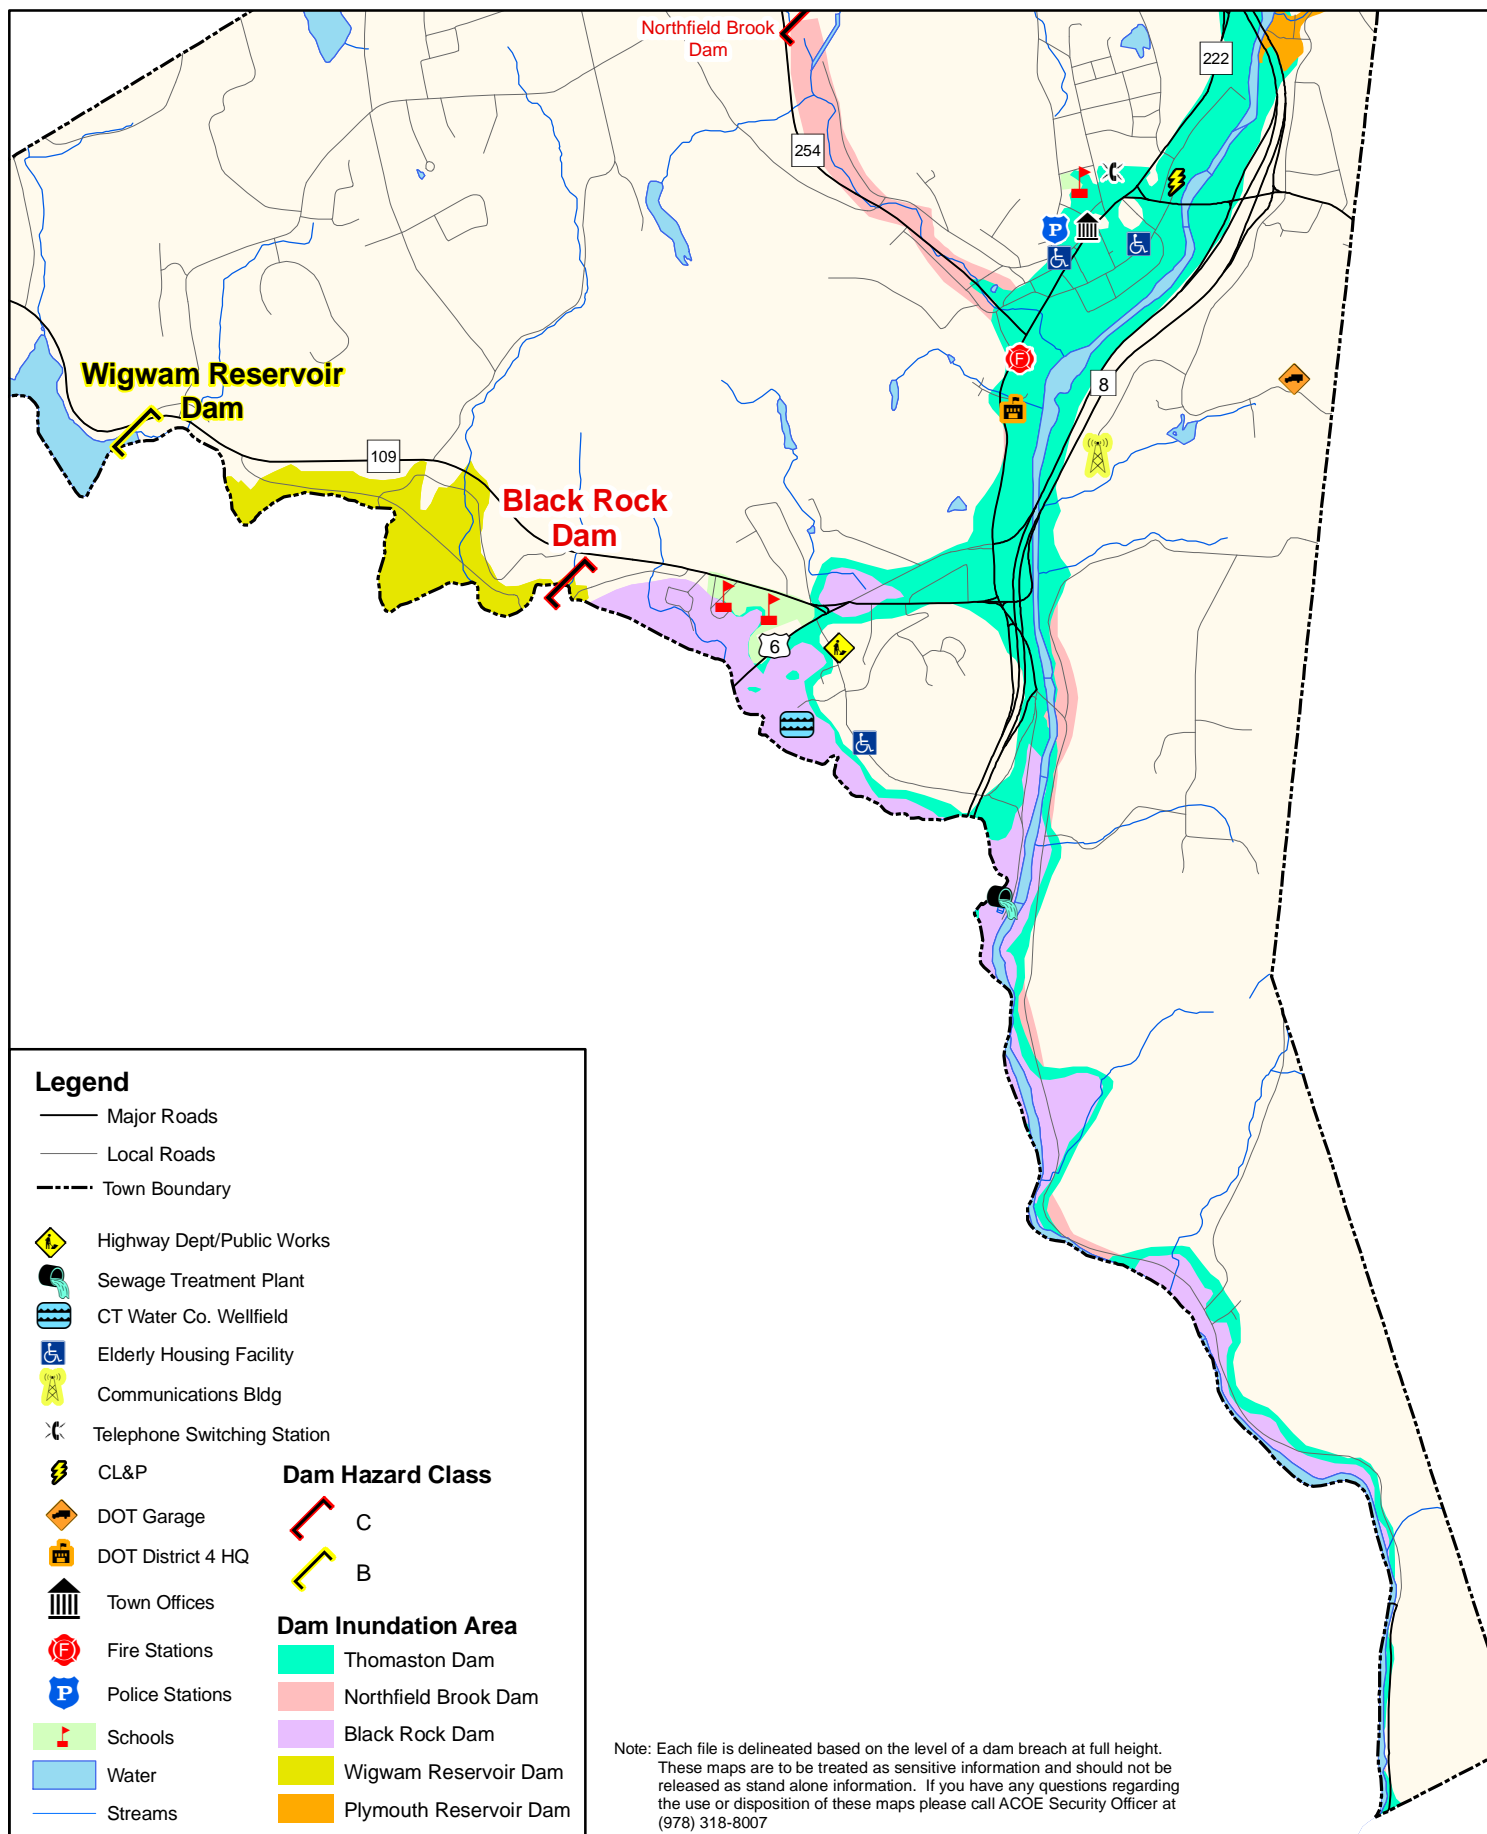 Northfield Brook
Dam
222
254
Wigwam Reservoir
Dam
8
109
Black Rock
Dam
6
Legend
Major Roads
Local Roads
Town Boundary
Highway Dept/Public Works
Sewage Treatment Plant
CT Water Co. Wellfield
Elderly Housing Facility
Communications Bldg
Telephone Switching Station
CL&P
DOT Garage
DOT District 4 HQ
Town Offices
F Fire Stations
P Police Stations
Schools
Water
Streams
Dam Hazard Class
C
B
Dam Inundation Area
Thomaston Dam
Northfield Brook Dam
Black Rock Dam
Wigwam Reservoir Dam
Plymouth Reservoir Dam
Note: Each file is delineated based on the level of a dam breach at full height.
These maps are to be treated as sensitive information and should not be
released as stand alone information. If you have any questions regarding
the use or disposition of these maps please call ACOE Security Officer at
(978) 318-8007
P
F